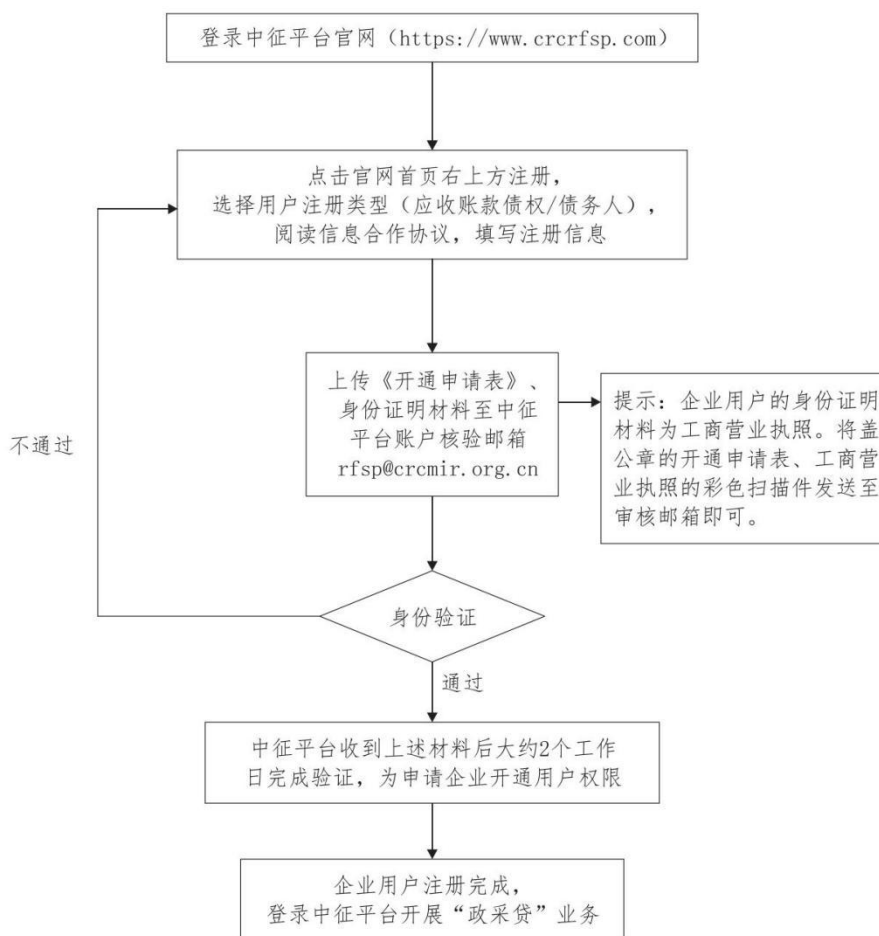 登录中征平台官网（https://www.crcrfsp.com）
点击官网首页右上方注册，
选择用户注册类型（应收账款债权/债务人），
阅读信息合作协议，填写注册信息
上传《开通申请表》、
身份证明材料至中征
平台账户核验邮箱
rfsp@crcmir.org.cn
提示：企业用户的身份证明
材料为工商营业执照。将盖
公章的开通申请表、工商营
业执照的彩色扫描件发送至
审核邮箱即可。
不通过
身份验证
通过
中征平台收到上述材料后大约2个工作
日完成验证，为申请企业开通用户权限
企业用户注册完成，
登录中征平台开展“政采贷”业务